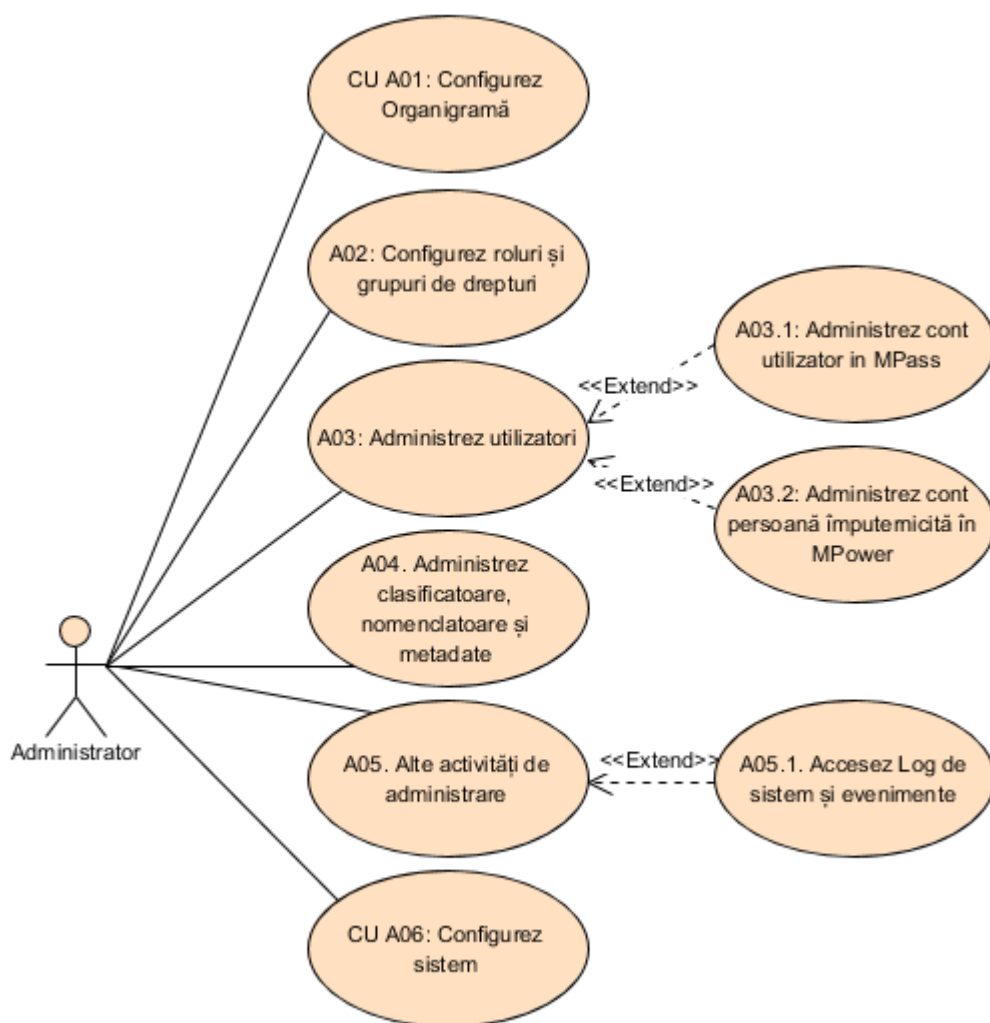 CU A01: Configurez
Organigramă
A02: Configurez roluri și
grupuri de drepturi
A03.1: Administrez cont
utilizator in MPass
<<Extend>>
A03: Administrez utilizatori
<<Extend>>
A03.2: Administrez cont
persoană împuternicită în
MPower
A04. Administrez
clasificatoare,
nomenclatoare și
metadate
Administrator
A05. Alte activități de
administrare
<<Extend>>
A05.1. Accesez Log de
sistem și evenimente
CU A06: Configurez
sistem